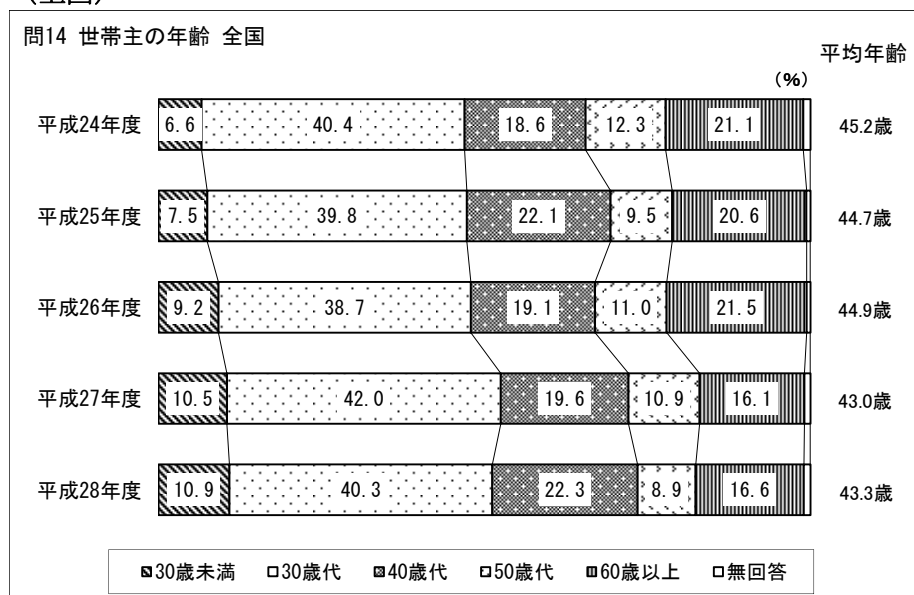 問14 世帯主の年齢 全国
平均年齢
(%)
平成24年度 6.6 40.4 18.6 12.3 21.1 45.2歳
平成25年度 7.5 39.8 22.1 9.5 20.6 44.7歳
平成26年度 9.2 38.7 19.1 11.0 21.5 44.9歳
平成27年度 10.5 42.0 19.6 10.9 16.1 43.0歳
平成28年度 10.9 40.3 22.3 8.9 16.6 43.3歳
30歳未満 30歳代 40歳代 50歳代 60歳以上 無回答